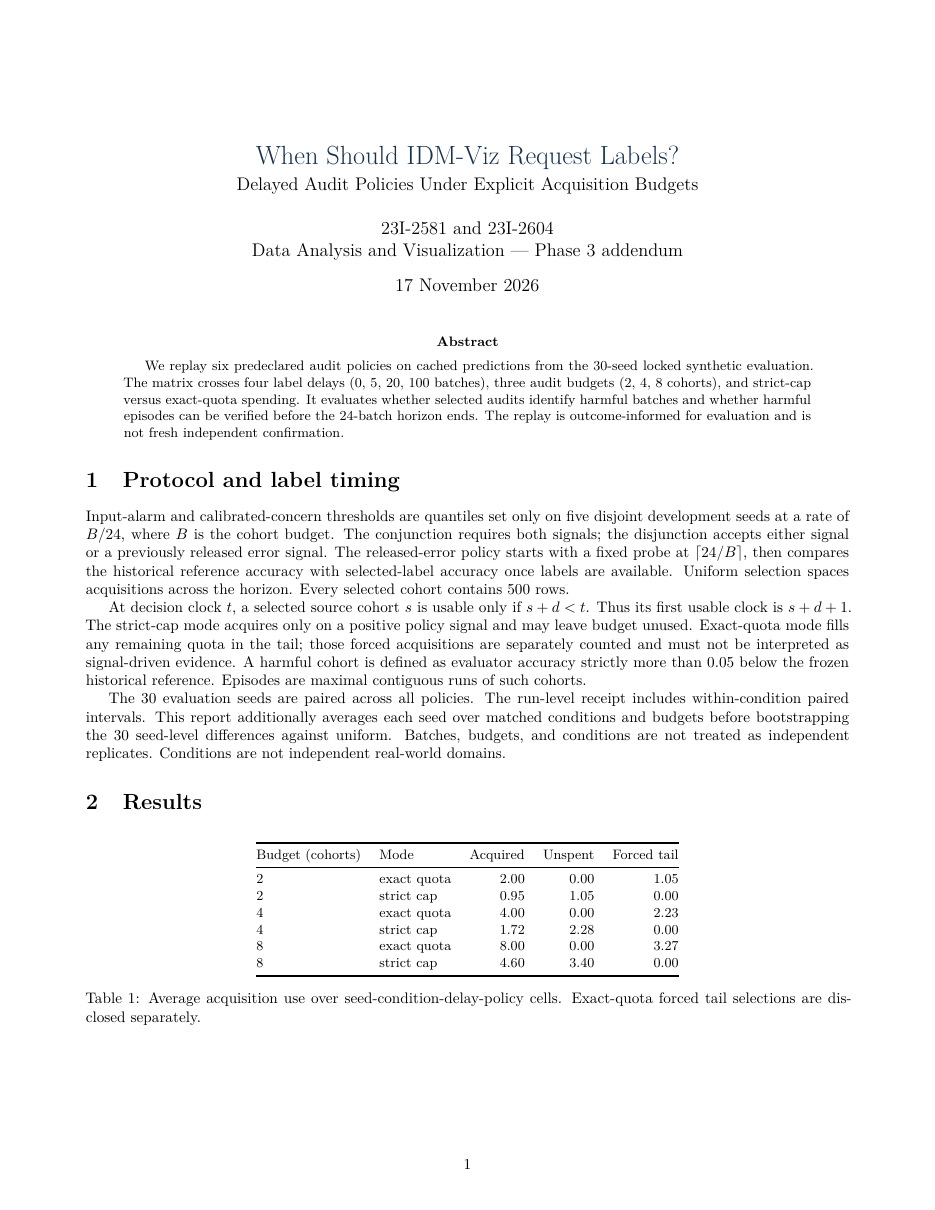 When Should IDM-Viz Request Labels?
Delayed Audit Policies Under Explicit Acquisition Budgets
23I-2581 and 23I-2604
Data Analysis and Visualization — Phase 3 addendum
17 November 2026
Abstract
We replay six predeclared audit policies on cached predictions from the 30-seed locked synthetic evaluation.
The matrix crosses four label delays (0, 5, 20, 100 batches), three audit budgets (2, 4, 8 cohorts), and strict-cap
versus exact-quota spending. It evaluates whether selected audits identify harmful batches and whether harmful
episodes can be verified before the 24-batch horizon ends. The replay is outcome-informed for evaluation and is
not fresh independent confirmation.
1 Protocol and label timing
Input-alarm and calibrated-concern thresholds are quantiles set only on five disjoint development seeds at a rate of
B/24, where B is the cohort budget. The conjunction requires both signals; the disjunction accepts either signal
or a previously released error signal. The released-error policy starts with a fixed probe at ⌈24/B⌉, then compares
the historical reference accuracy with selected-label accuracy once labels are available. Uniform selection spaces
acquisitions across the horizon. Every selected cohort contains 500 rows.
At decision clock t, a selected source cohort s is usable only if s + d < t. Thus its first usable clock is s + d + 1.
The strict-cap mode acquires only on a positive policy signal and may leave budget unused. Exact-quota mode fills
any remaining quota in the tail; those forced acquisitions are separately counted and must not be interpreted as
signal-driven evidence. A harmful cohort is defined as evaluator accuracy strictly more than 0.05 below the frozen
historical reference. Episodes are maximal contiguous runs of such cohorts.
The 30 evaluation seeds are paired across all policies. The run-level receipt includes within-condition paired
intervals. This report additionally averages each seed over matched conditions and budgets before bootstrapping
the 30 seed-level differences against uniform. Batches, budgets, and conditions are not treated as independent
replicates. Conditions are not independent real-world domains.
2 Results
Budget (cohorts) Mode Acquired Unspent Forced tail
2 exact quota 2.00 0.00 1.05
2 strict cap 0.95 1.05 0.00
4 exact quota 4.00 0.00 2.23
4 strict cap 1.72 2.28 0.00
8 exact quota 8.00 0.00 3.27
8 strict cap 4.60 3.40 0.00
Table 1: Average acquisition use over seed-condition-delay-policy cells. Exact-quota forced tail selections are dis-
closed separately.
1